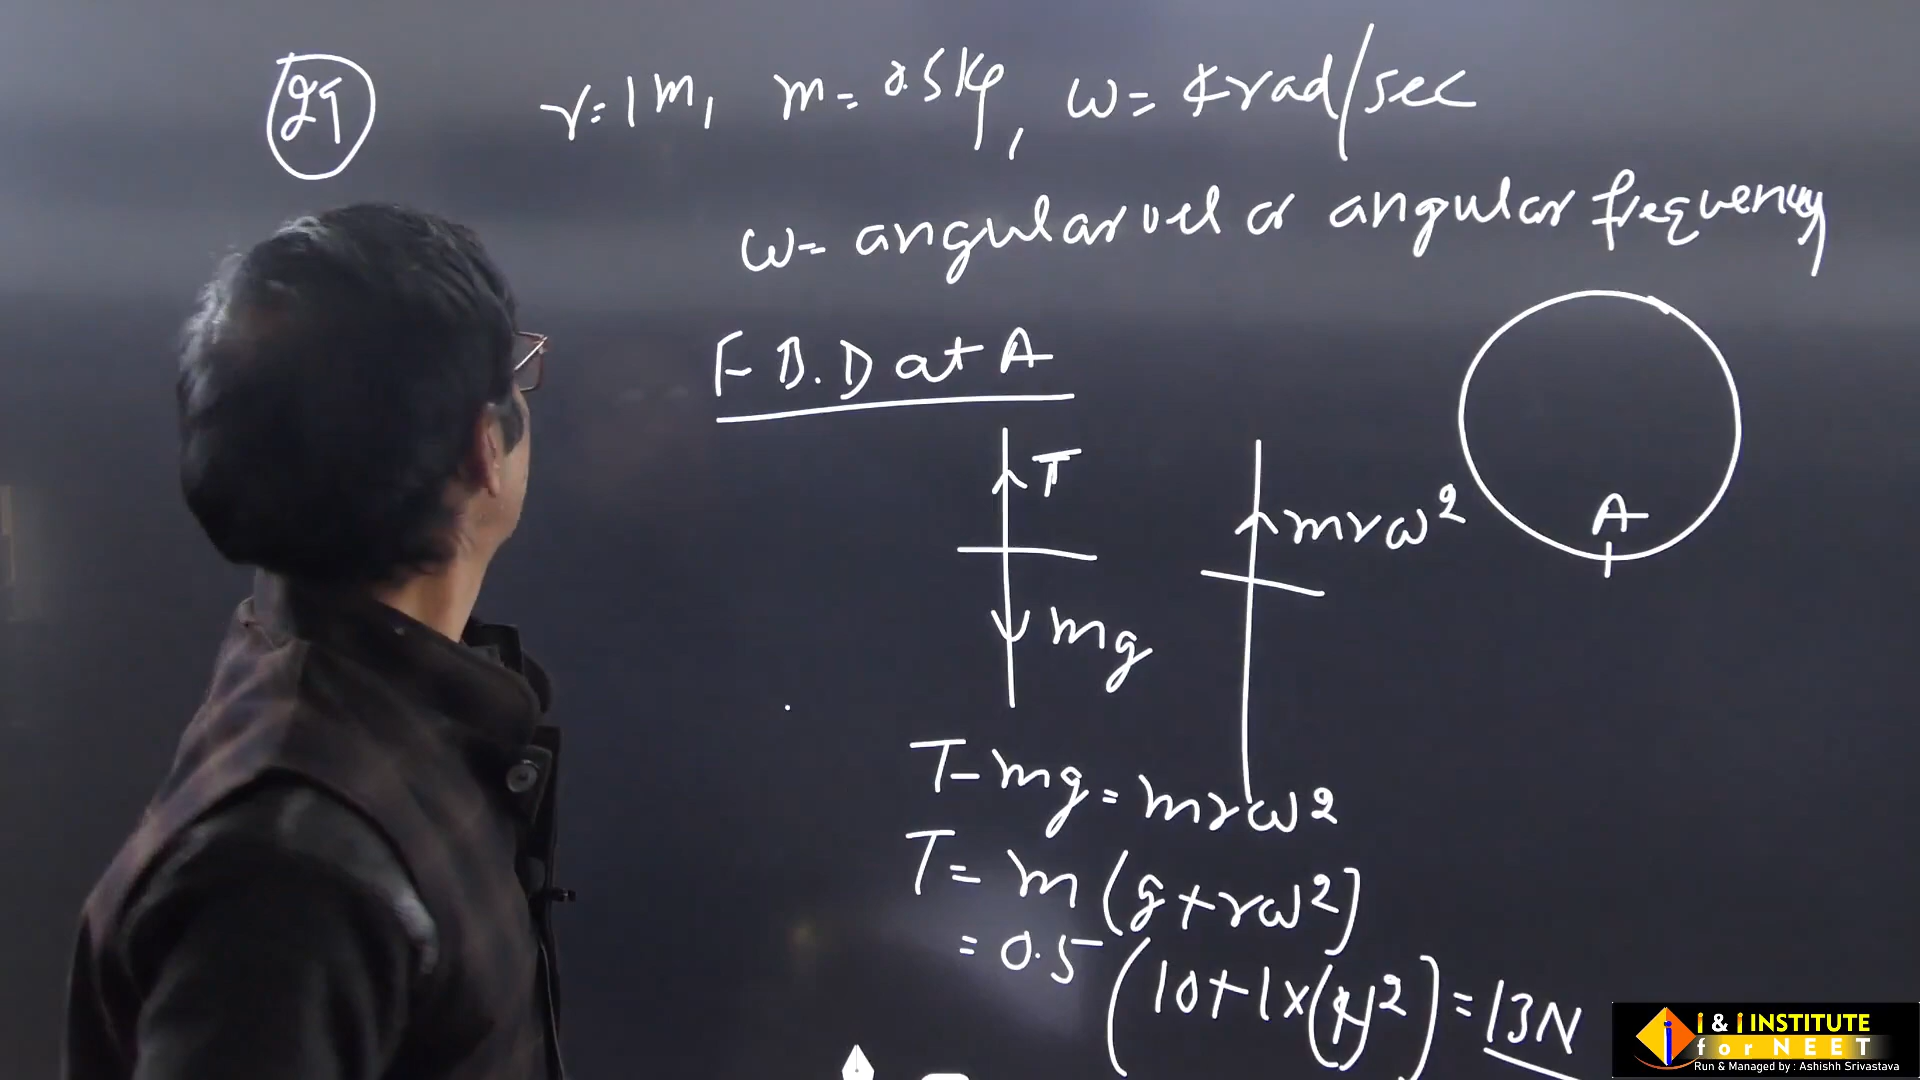 29 r=1m, m=0.5kg, ω=4rad/sec
ω= angular vel or angular frequency
F B.D at A
T
mrω²
A
mg
T-mg=mrω²
T= m(g+rω²)
=0.5(10+1×(4)²)=13N
i & i INSTITUTE
for NEET
Run & Managed by : Ashishh Srivastava